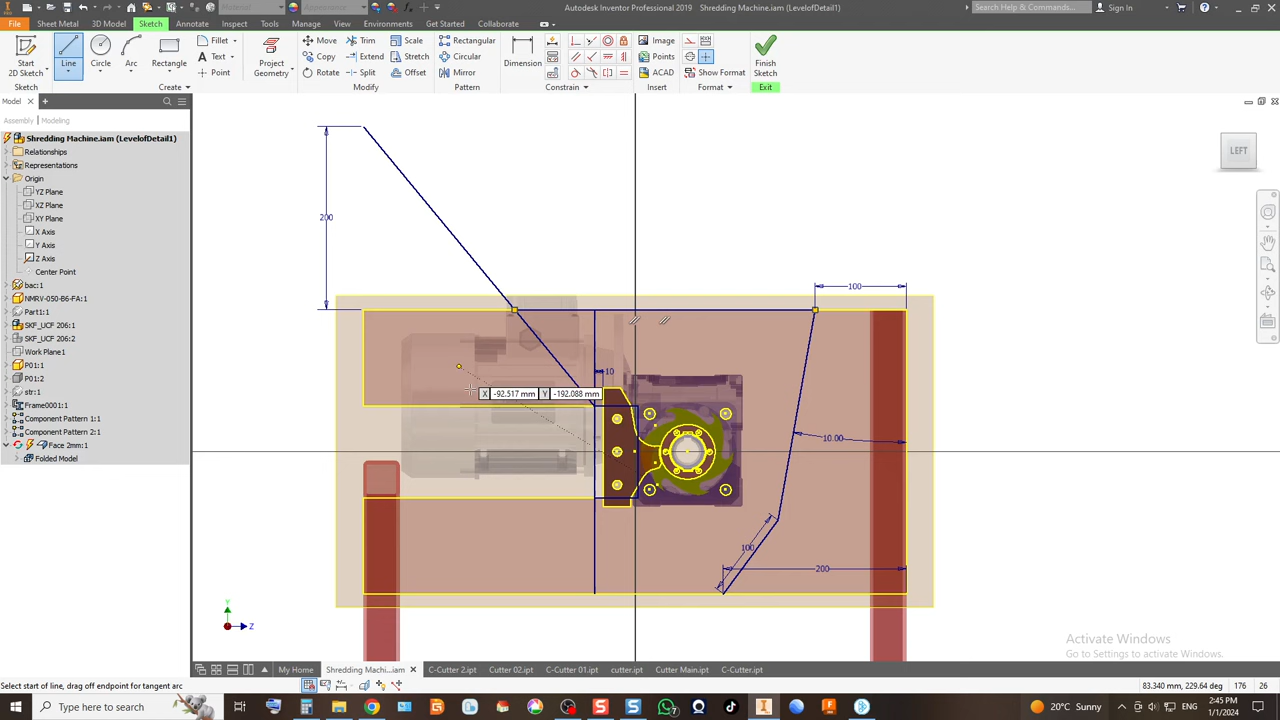 Material
Appearance
Autodesk Inventor Professional 2019   Shredding Machine.iam (LevelofDetail1)
Search Help & Commands...
Sign In
File Sheet Metal 3D Model Sketch Annotate Inspect Tools Manage View Environments Get Started Collaborate
Start
2D Sketch
Line
Circle
Arc
Rectangle
Fillet
Text
Point
Project
Geometry
Move Trim Scale
Copy Extend Stretch
Rotate Split Offset
Rectangular
Circular
Mirror
Dimension
Image
Points
ACAD
Show Format
Finish
Sketch
Sketch Create Modify Pattern Constrain Insert Format Exit
Model
Assembly Modeling
Shredding Machine.iam (LevelofDetail1)
Relationships
Representations
Origin
YZ Plane
XZ Plane
XY Plane
X Axis
Y Axis
Z Axis
Center Point
bac:1
NMRV-050-B6-FA:1
Part1:1
SKF_UCF 206:1
SKF_UCF 206:1
Work Plane1
P01:1
P01:2
str:1
Frame0001:1
Component Pattern 1:1
Component Pattern 2:1
Face 2mm:1
Folded Model
LEFT
200
100
10
X -92.517 mm Y -192.088 mm
10.00
100
200
Y
Z
Activate Windows
Go to Settings to activate Windows.
My Home Shredding Machi...iam C-Cutter 2.ipt Cutter 02.ipt C-Cutter 01.ipt cutter.ipt Cutter Main.ipt C-Cutter.ipt
Select start of line, drag off endpoint for tangent arc
83.340 mm, 229.64 deg 176 26
Type here to search
20°C Sunny
2:45 PM
1/1/2024